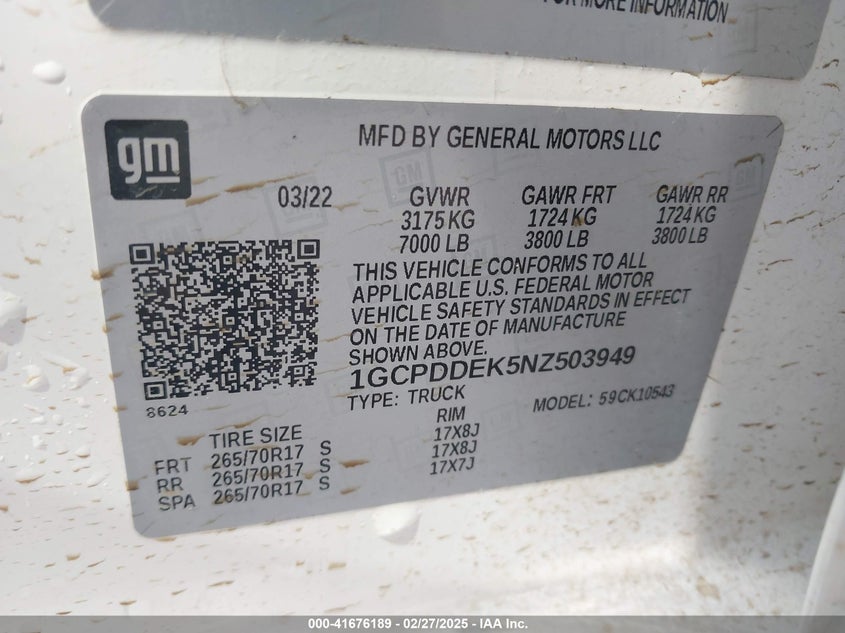 FOR MORE INFORMATION
gm
MFD BY GENERAL MOTORS LLC
03/22 GVWR GAWR FRT GAWR RR
3175 KG 1724 KG 1724 KG
7000 LB 3800 LB 3800 LB
THIS VEHICLE CONFORMS TO ALL
APPLICABLE U.S. FEDERAL MOTOR
VEHICLE SAFETY STANDARDS IN EFFECT
ON THE DATE OF MANUFACTURE
SHOWN ABOVE.
1GCPDDEK5NZ503949
8624
TYPE: TRUCK MODEL: 59CK10543
TIRE SIZE RIM
FRT 265/70R17 S 17X8J
RR 265/70R17 S 17X8J
SPA 265/70R17 S 17X7J
000-41676189 - 02/27/2025 - IAA Inc.